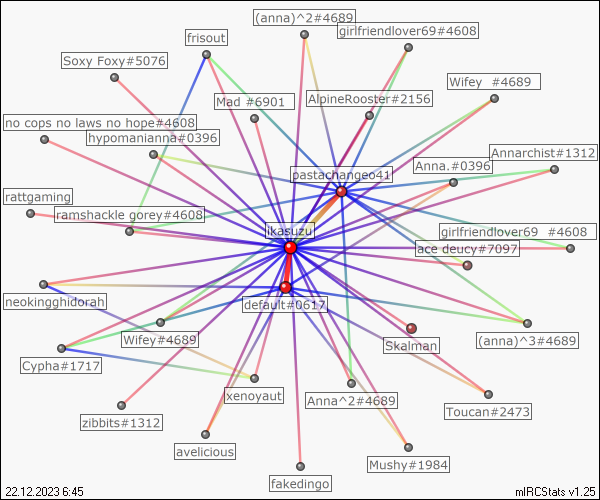 (anna)^2#4689
girlfriendlover69#4608
frisout
Soxy Foxy#5076
Wifey #4689
Mad #6901
AlpineRooster#2156
no cops no laws no hope#4608
hypomanianna#0396
Annarchist#1312
Anna.#0396
pastachangeo41
rattgaming
ramshackle gorey#4608
ikasuzu
girlfriendlover69 #4608
ace deucy#7097
neokingghidorah
default#0617
Wifey#4689
Skalman
(anna)^3#4689
Cypha#1717
xenoyaut
Anna^2#4689
Toucan#2473
zibbits#1312
avelicious
Mushy#1984
fakedingo
22.12.2023 6:45
mIRCStats v1.25